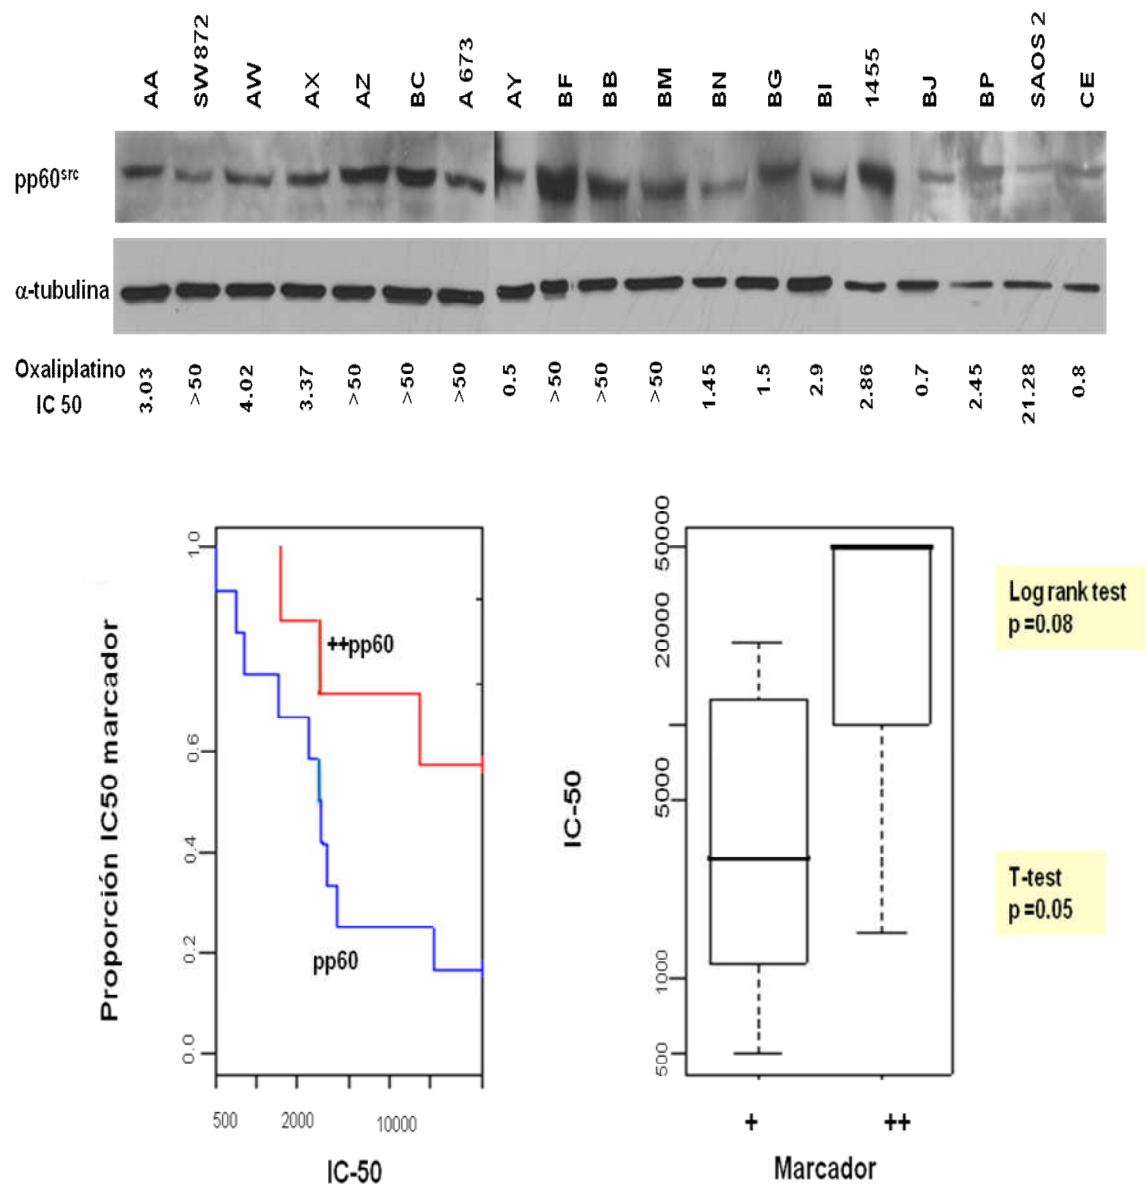 AA SW872 AW AX AZ BC A 673 AY BF BB BM BN BG BI 1455 BJ BP SAOS 2 CE
pp60src
α-tubulina
Oxaliplatino
IC 50
3.03 >50 4.02 3.37 >50 >50 >50 0.5 >50 >50 >50 1.45 1.5 2.9 2.86 0.7 2.45 21.28 0.8
Proporción IC50 marcador
1.0
0.6
0.4
0.2
0.0
++pp60
pp60
500 2000 10000
IC-50
IC-50
50000
20000
5000
1000
500
+ ++
Marcador
Log rank test
p =0.08
T-test
p =0.05